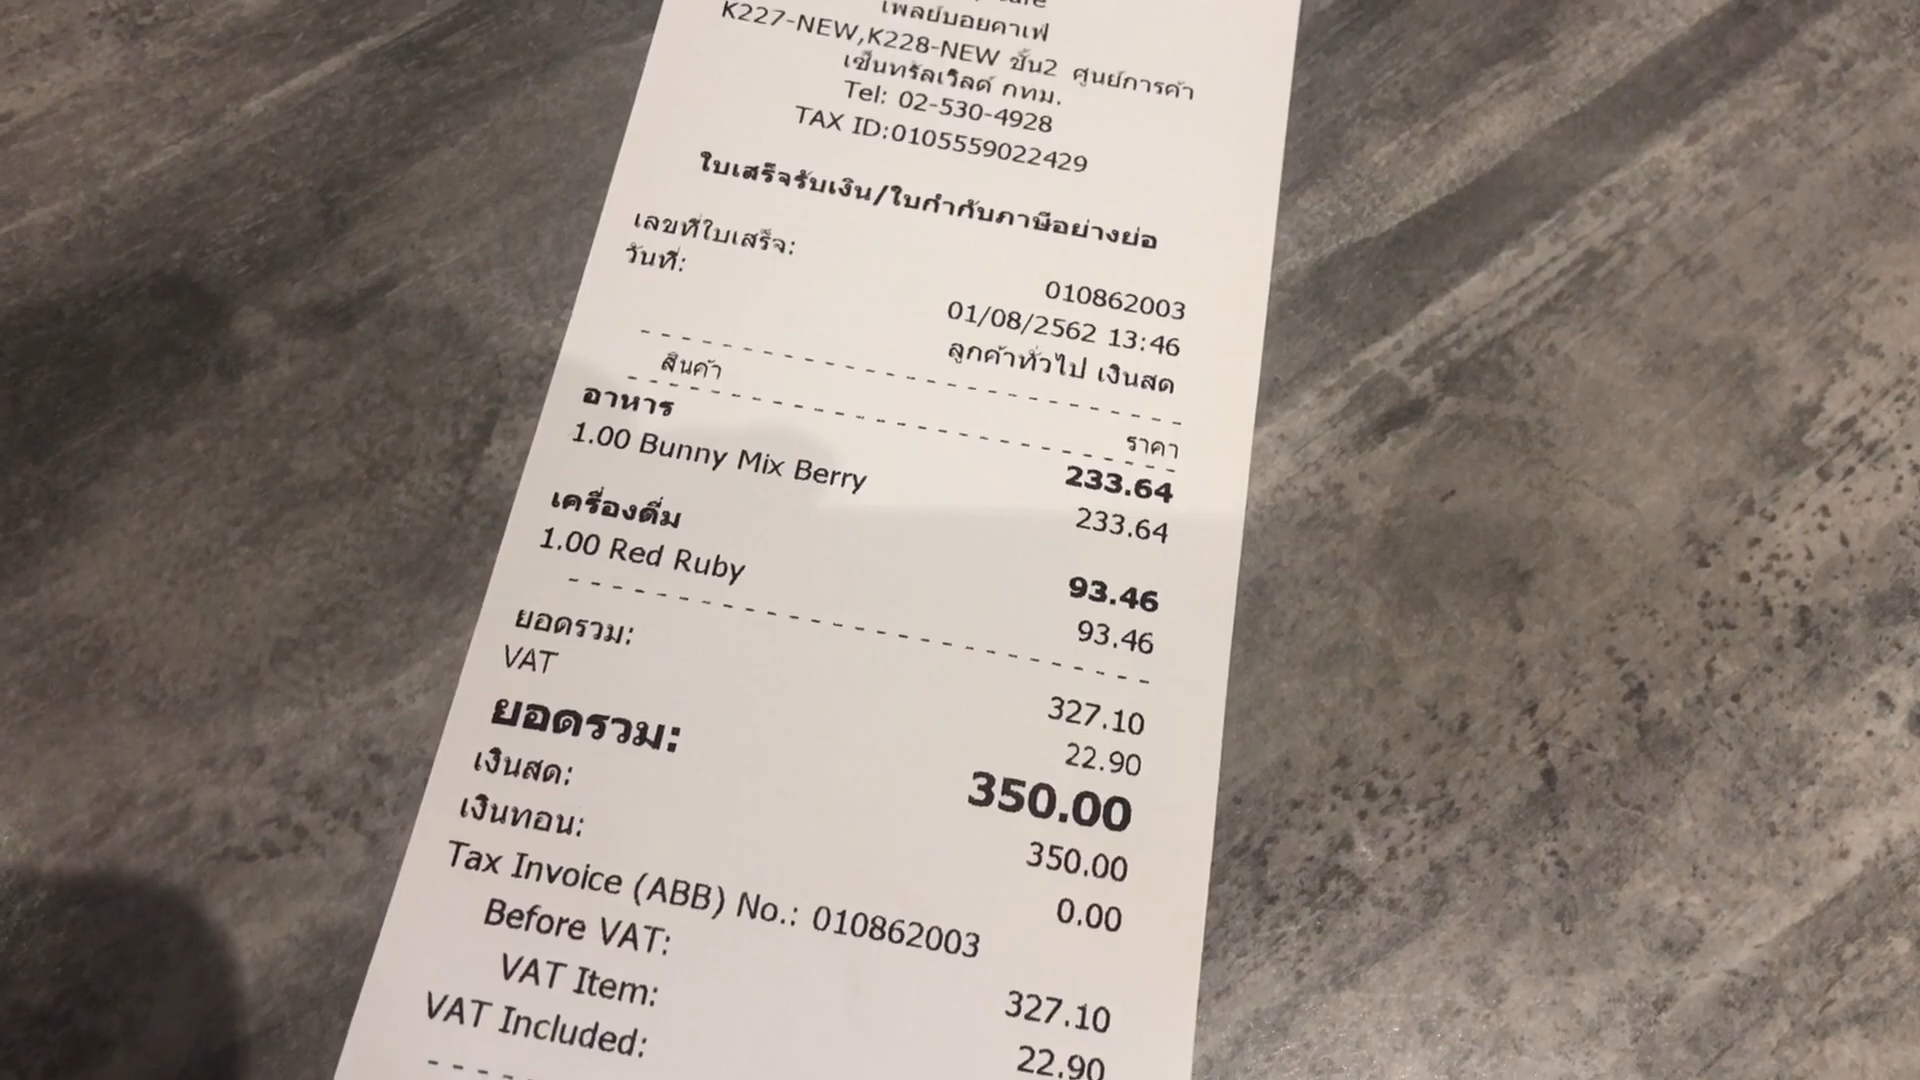 เพลย์บอยคาเฟ่
K227-NEW,K228-NEW ชั้น2 ศูนย์การค้า
เซ็นทรัลเวิลด์ กทม.
Tel: 02-530-4928
TAX ID:0105559022429
ใบเสร็จรับเงิน/ใบกำกับภาษีอย่างย่อ
เลขที่ใบเสร็จ: 010862003
วันที่: 01/08/2562 13:46
ลูกค้าทั่วไป เงินสด
สินค้า ราคา
อาหาร 233.64
1.00 Bunny Mix Berry 233.64
เครื่องดื่ม 93.46
1.00 Red Ruby 93.46
ยอดรวม: 327.10
VAT 22.90
ยอดรวม: 350.00
เงินสด: 350.00
เงินทอน: 0.00
Tax Invoice (ABB) No.: 010862003
Before VAT: 327.10
VAT Item: 22.90
VAT Included: